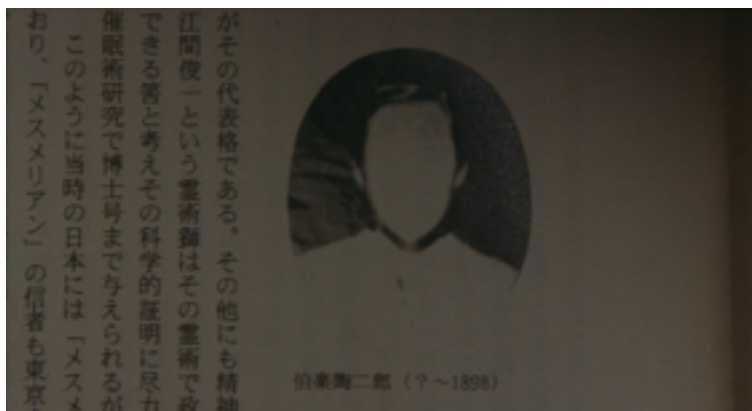 がその代表格である。その他にも精神
江間俊一という霊術獅はその霊術で政
できる筈と考えその科学的証明に尽力
催眠術研究で博士号まで与えられるが
このように当時の日本には「メスメ
おり、「メスメリアン」の信者も東京
伯楽陶二郎（？～1898）